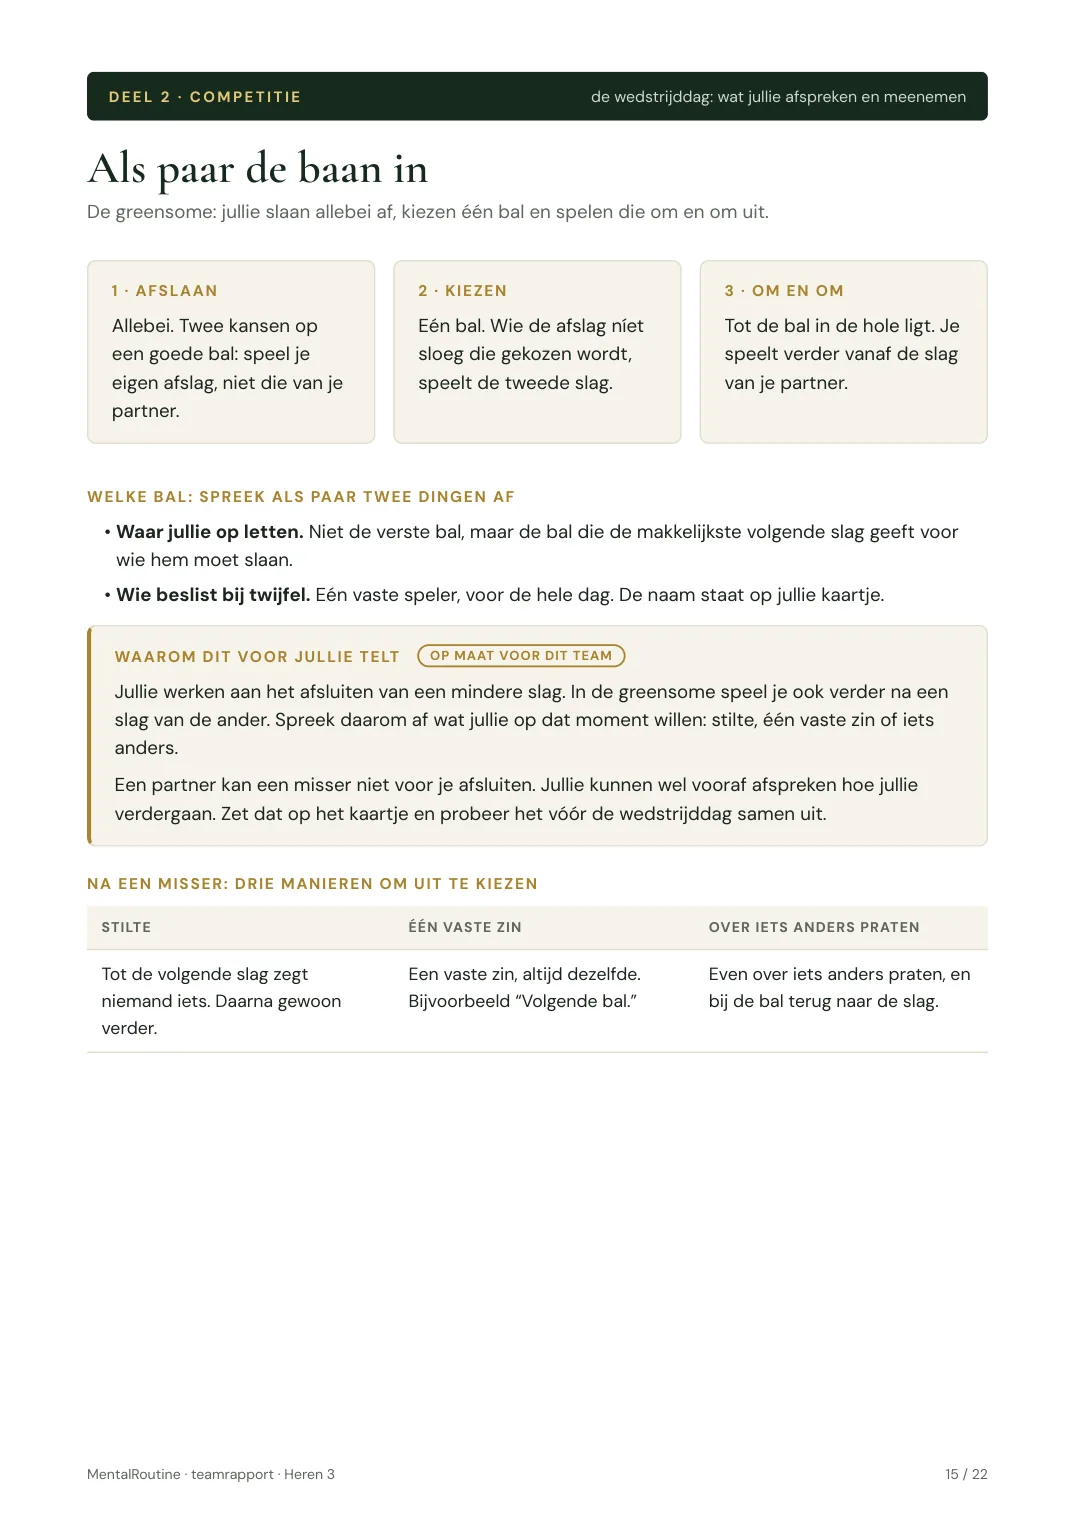 DEEL 2 · COMPETITIE
de wedstrijddag: wat jullie afspreken en meenemen
Als paar de baan in
De greensome: jullie slaan allebei af, kiezen één bal en spelen die om en om uit.
1 · AFSLAAN
Allebei. Twee kansen op
een goede bal: speel je
eigen afslag, niet die van je
partner.
2 · KIEZEN
Eén bal. Wie de afslag níet
sloeg die gekozen wordt,
speelt de tweede slag.
3 · OM EN OM
Tot de bal in de hole ligt. Je
speelt verder vanaf de slag
van je partner.
WELKE BAL: SPREEK ALS PAAR TWEE DINGEN AF
• Waar jullie op letten. Niet de verste bal, maar de bal die de makkelijkste volgende slag geeft voor
wie hem moet slaan.
• Wie beslist bij twijfel. Eén vaste speler, voor de hele dag. De naam staat op jullie kaartje.
WAAROM DIT VOOR JULLIE TELT
OP MAAT VOOR DIT TEAM
Jullie werken aan het afsluiten van een mindere slag. In de greensome speel je ook verder na een
slag van de ander. Spreek daarom af wat jullie op dat moment willen: stilte, één vaste zin of iets
anders.
Een partner kan een misser niet voor je afsluiten. Jullie kunnen wel vooraf afspreken hoe jullie
verdergaan. Zet dat op het kaartje en probeer het vóór de wedstrijddag samen uit.
NA EEN MISSER: DRIE MANIEREN OM UIT TE KIEZEN
STILTE
Tot de volgende slag zegt
niemand iets. Daarna gewoon
verder.
ÉÉN VASTE ZIN
Een vaste zin, altijd dezelfde.
Bijvoorbeeld “Volgende bal.”
OVER IETS ANDERS PRATEN
Even over iets anders praten, en
bij de bal terug naar de slag.
MentalRoutine · teamrapport · Heren 3
15 / 22